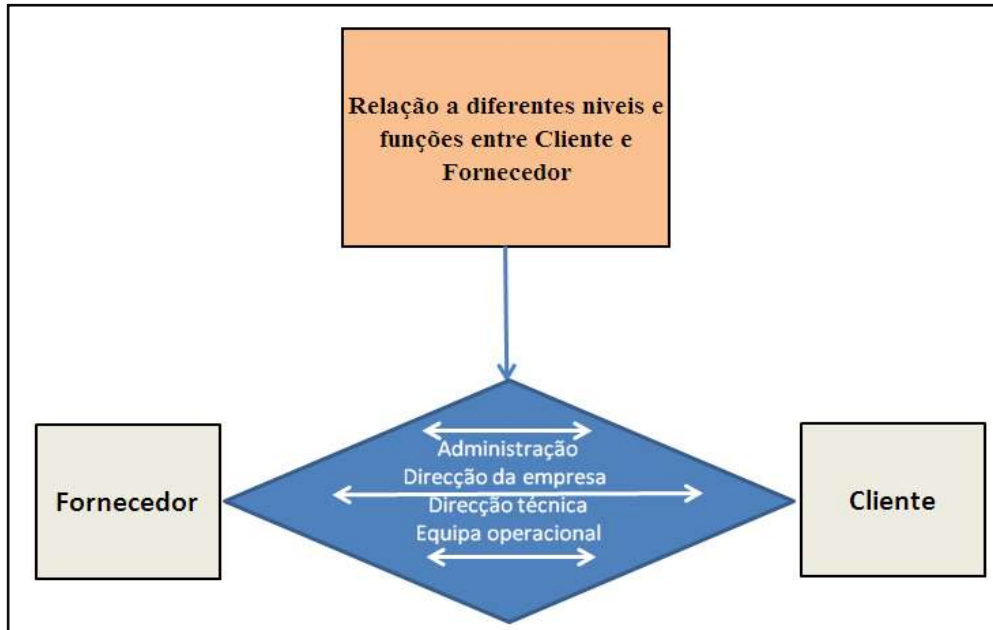 Relação a diferentes niveis e
funções entre Cliente e
Fornecedor
Administração
Direcção da empresa
Direcção técnica
Equipa operacional
Fornecedor
Cliente